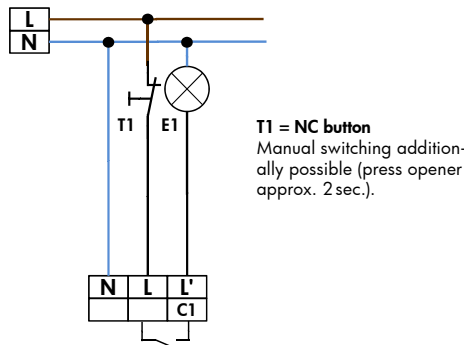 L
N
T1 E1
T1 = NC button
Manual switching addition-
ally possible (press opener
approx. 2 sec.).
N L L'
C1